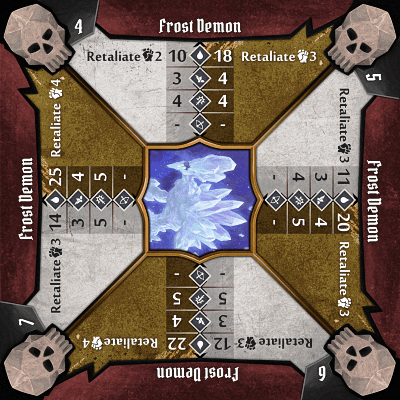 4
Frost Demon
Retaliate 2 10 18 Retaliate 3
3 4
4 4
- -
5
Frost Demon
Retaliate 3 11 20 Retaliate 3
3 4
4 5
- -
6
Frost Demon
Retaliate 3 12 22 Retaliate 4
3 4
5 5
- -
7
Frost Demon
Retaliate 3 14 25 Retaliate 4
3 4
5 5
- -